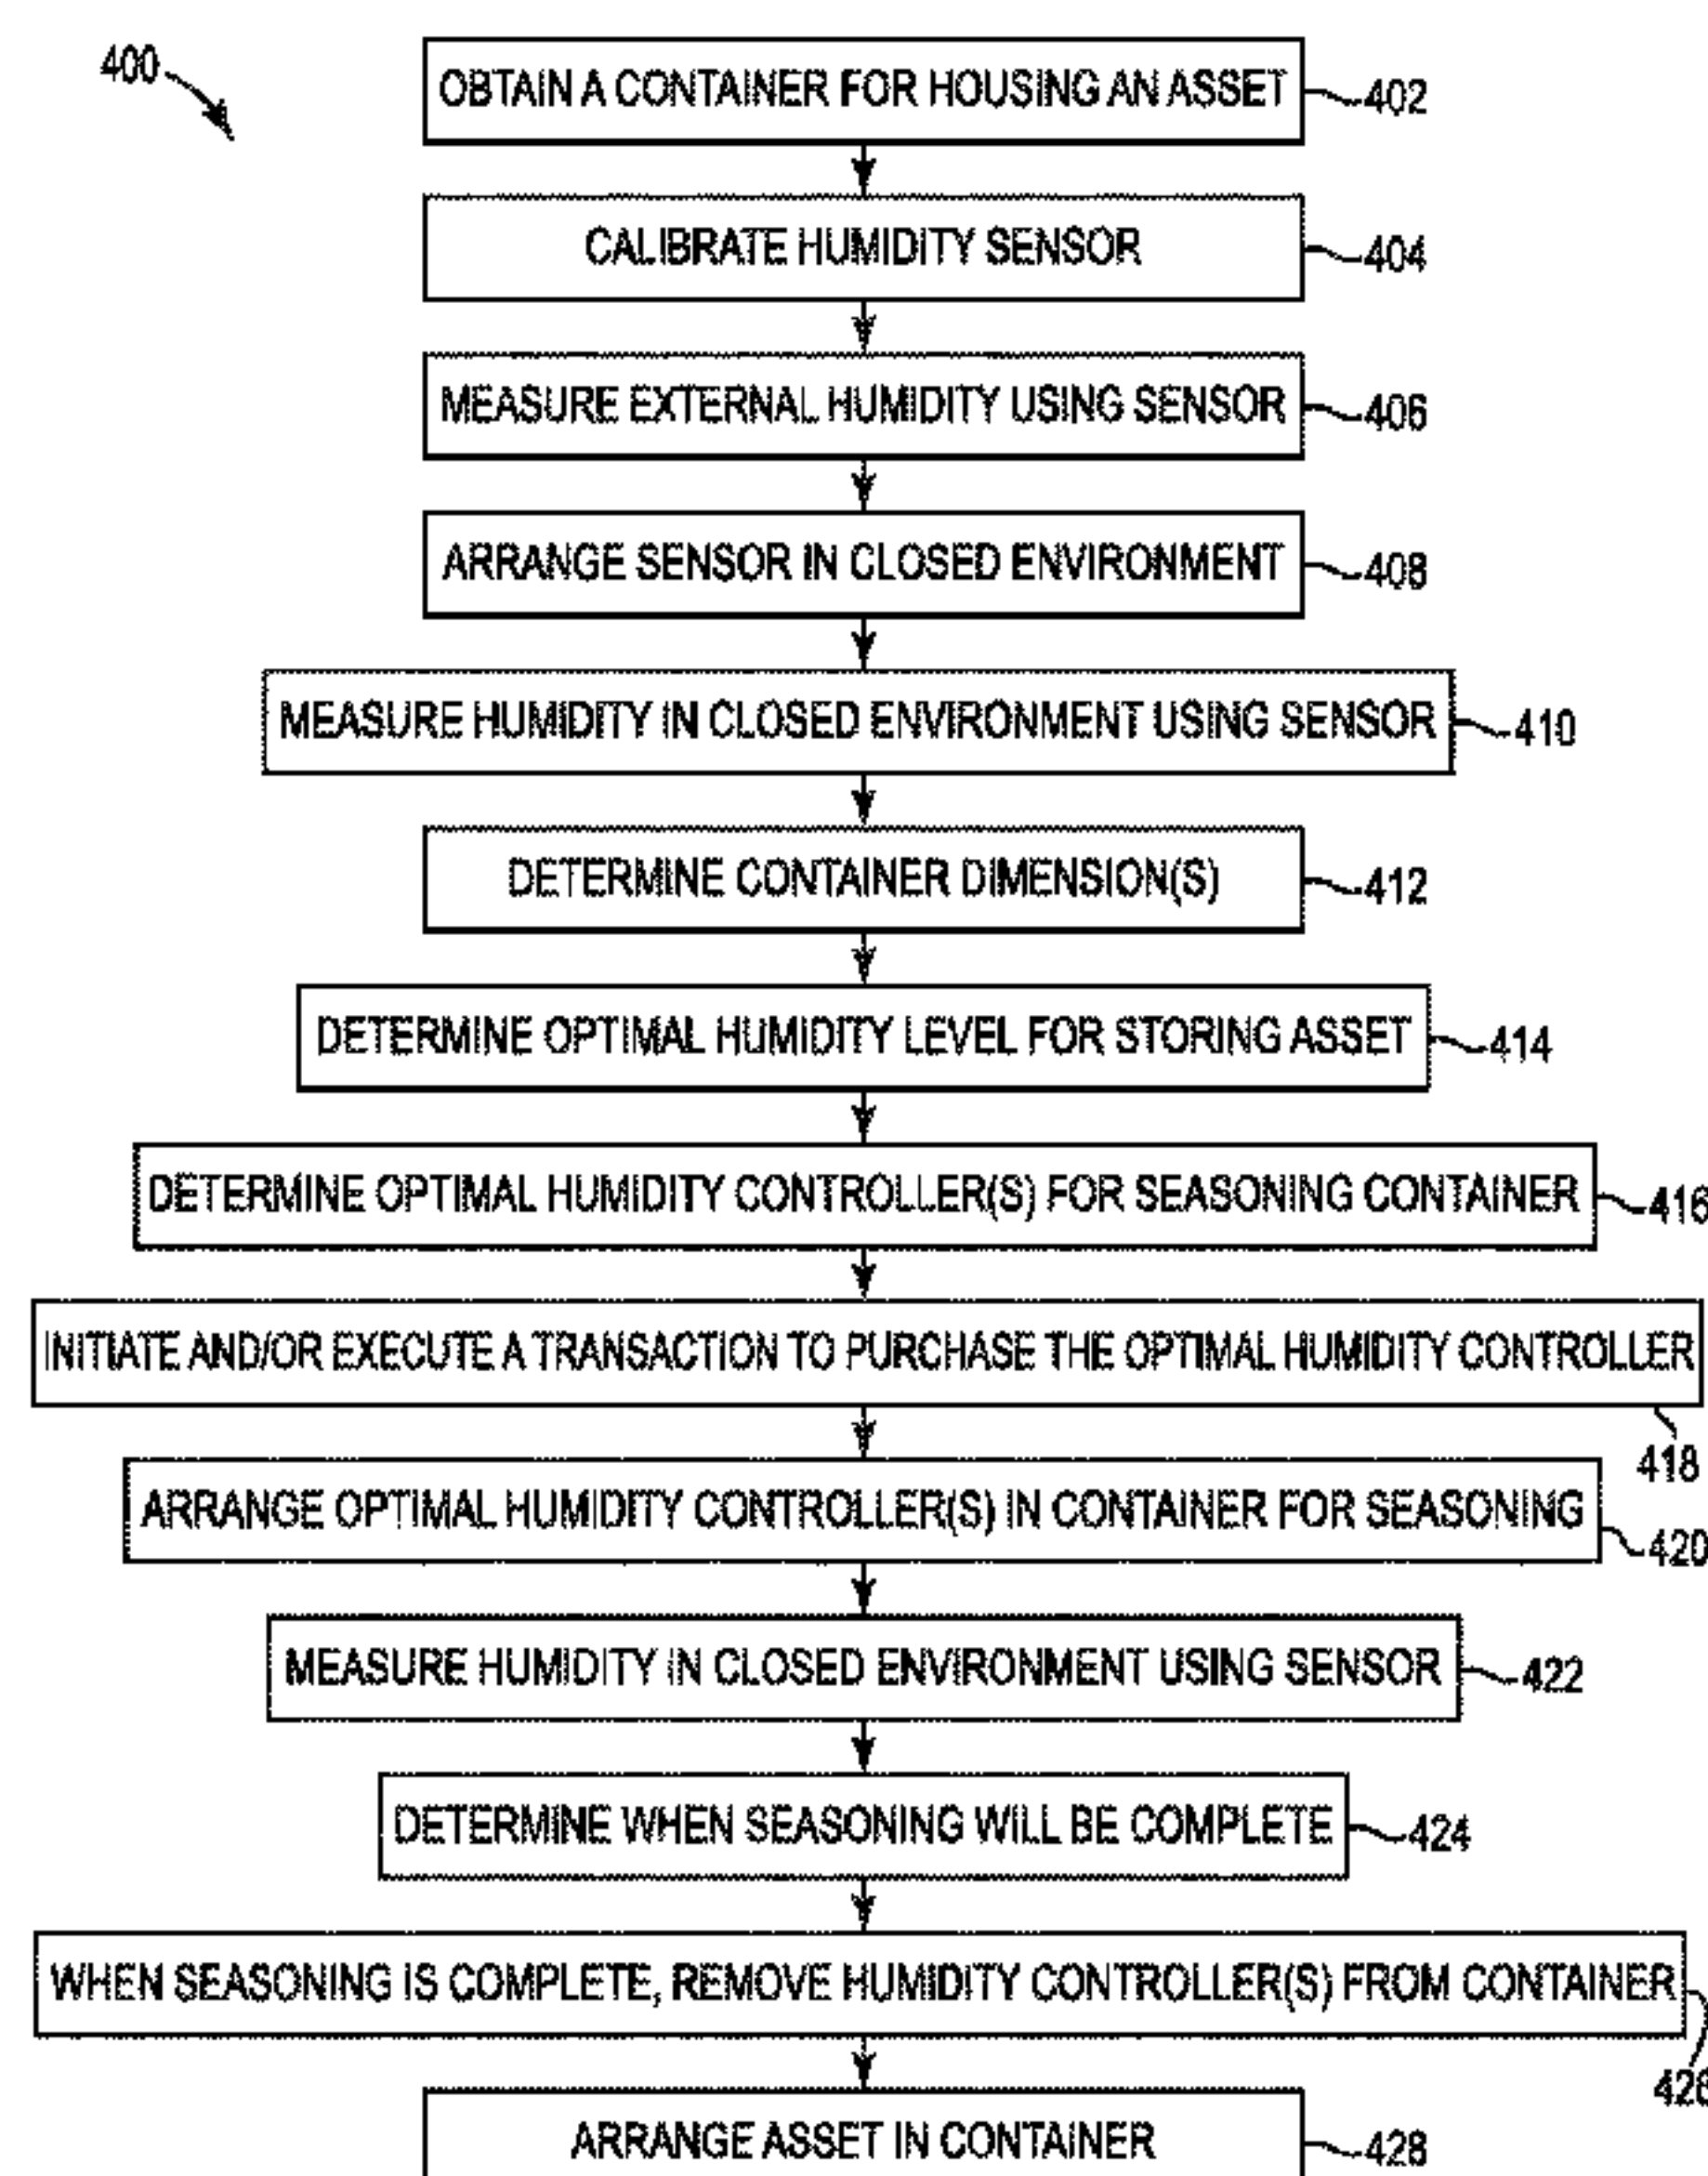 400
OBTAIN A CONTAINER FOR HOUSING AN ASSET
402
CALIBRATE HUMIDITY SENSOR
404
MEASURE EXTERNAL HUMIDITY USING SENSOR
406
ARRANGE SENSOR IN CLOSED ENVIRONMENT
408
MEASURE HUMIDITY IN CLOSED ENVIRONMENT USING SENSOR
410
DETERMINE CONTAINER DIMENSION(S)
412
DETERMINE OPTIMAL HUMIDITY LEVEL FOR STORING ASSET
414
DETERMINE OPTIMAL HUMIDITY CONTROLLER(S) FOR SEASONING CONTAINER
416
INITIATE AND/OR EXECUTE A TRANSACTION TO PURCHASE THE OPTIMAL HUMIDITY CONTROLLER
418
ARRANGE OPTIMAL HUMIDITY CONTROLLER(S) IN CONTAINER FOR SEASONING
420
MEASURE HUMIDITY IN CLOSED ENVIRONMENT USING SENSOR
422
DETERMINE WHEN SEASONING WILL BE COMPLETE
424
WHEN SEASONING IS COMPLETE, REMOVE HUMIDITY CONTROLLER(S) FROM CONTAINER
426
ARRANGE ASSET IN CONTAINER
428